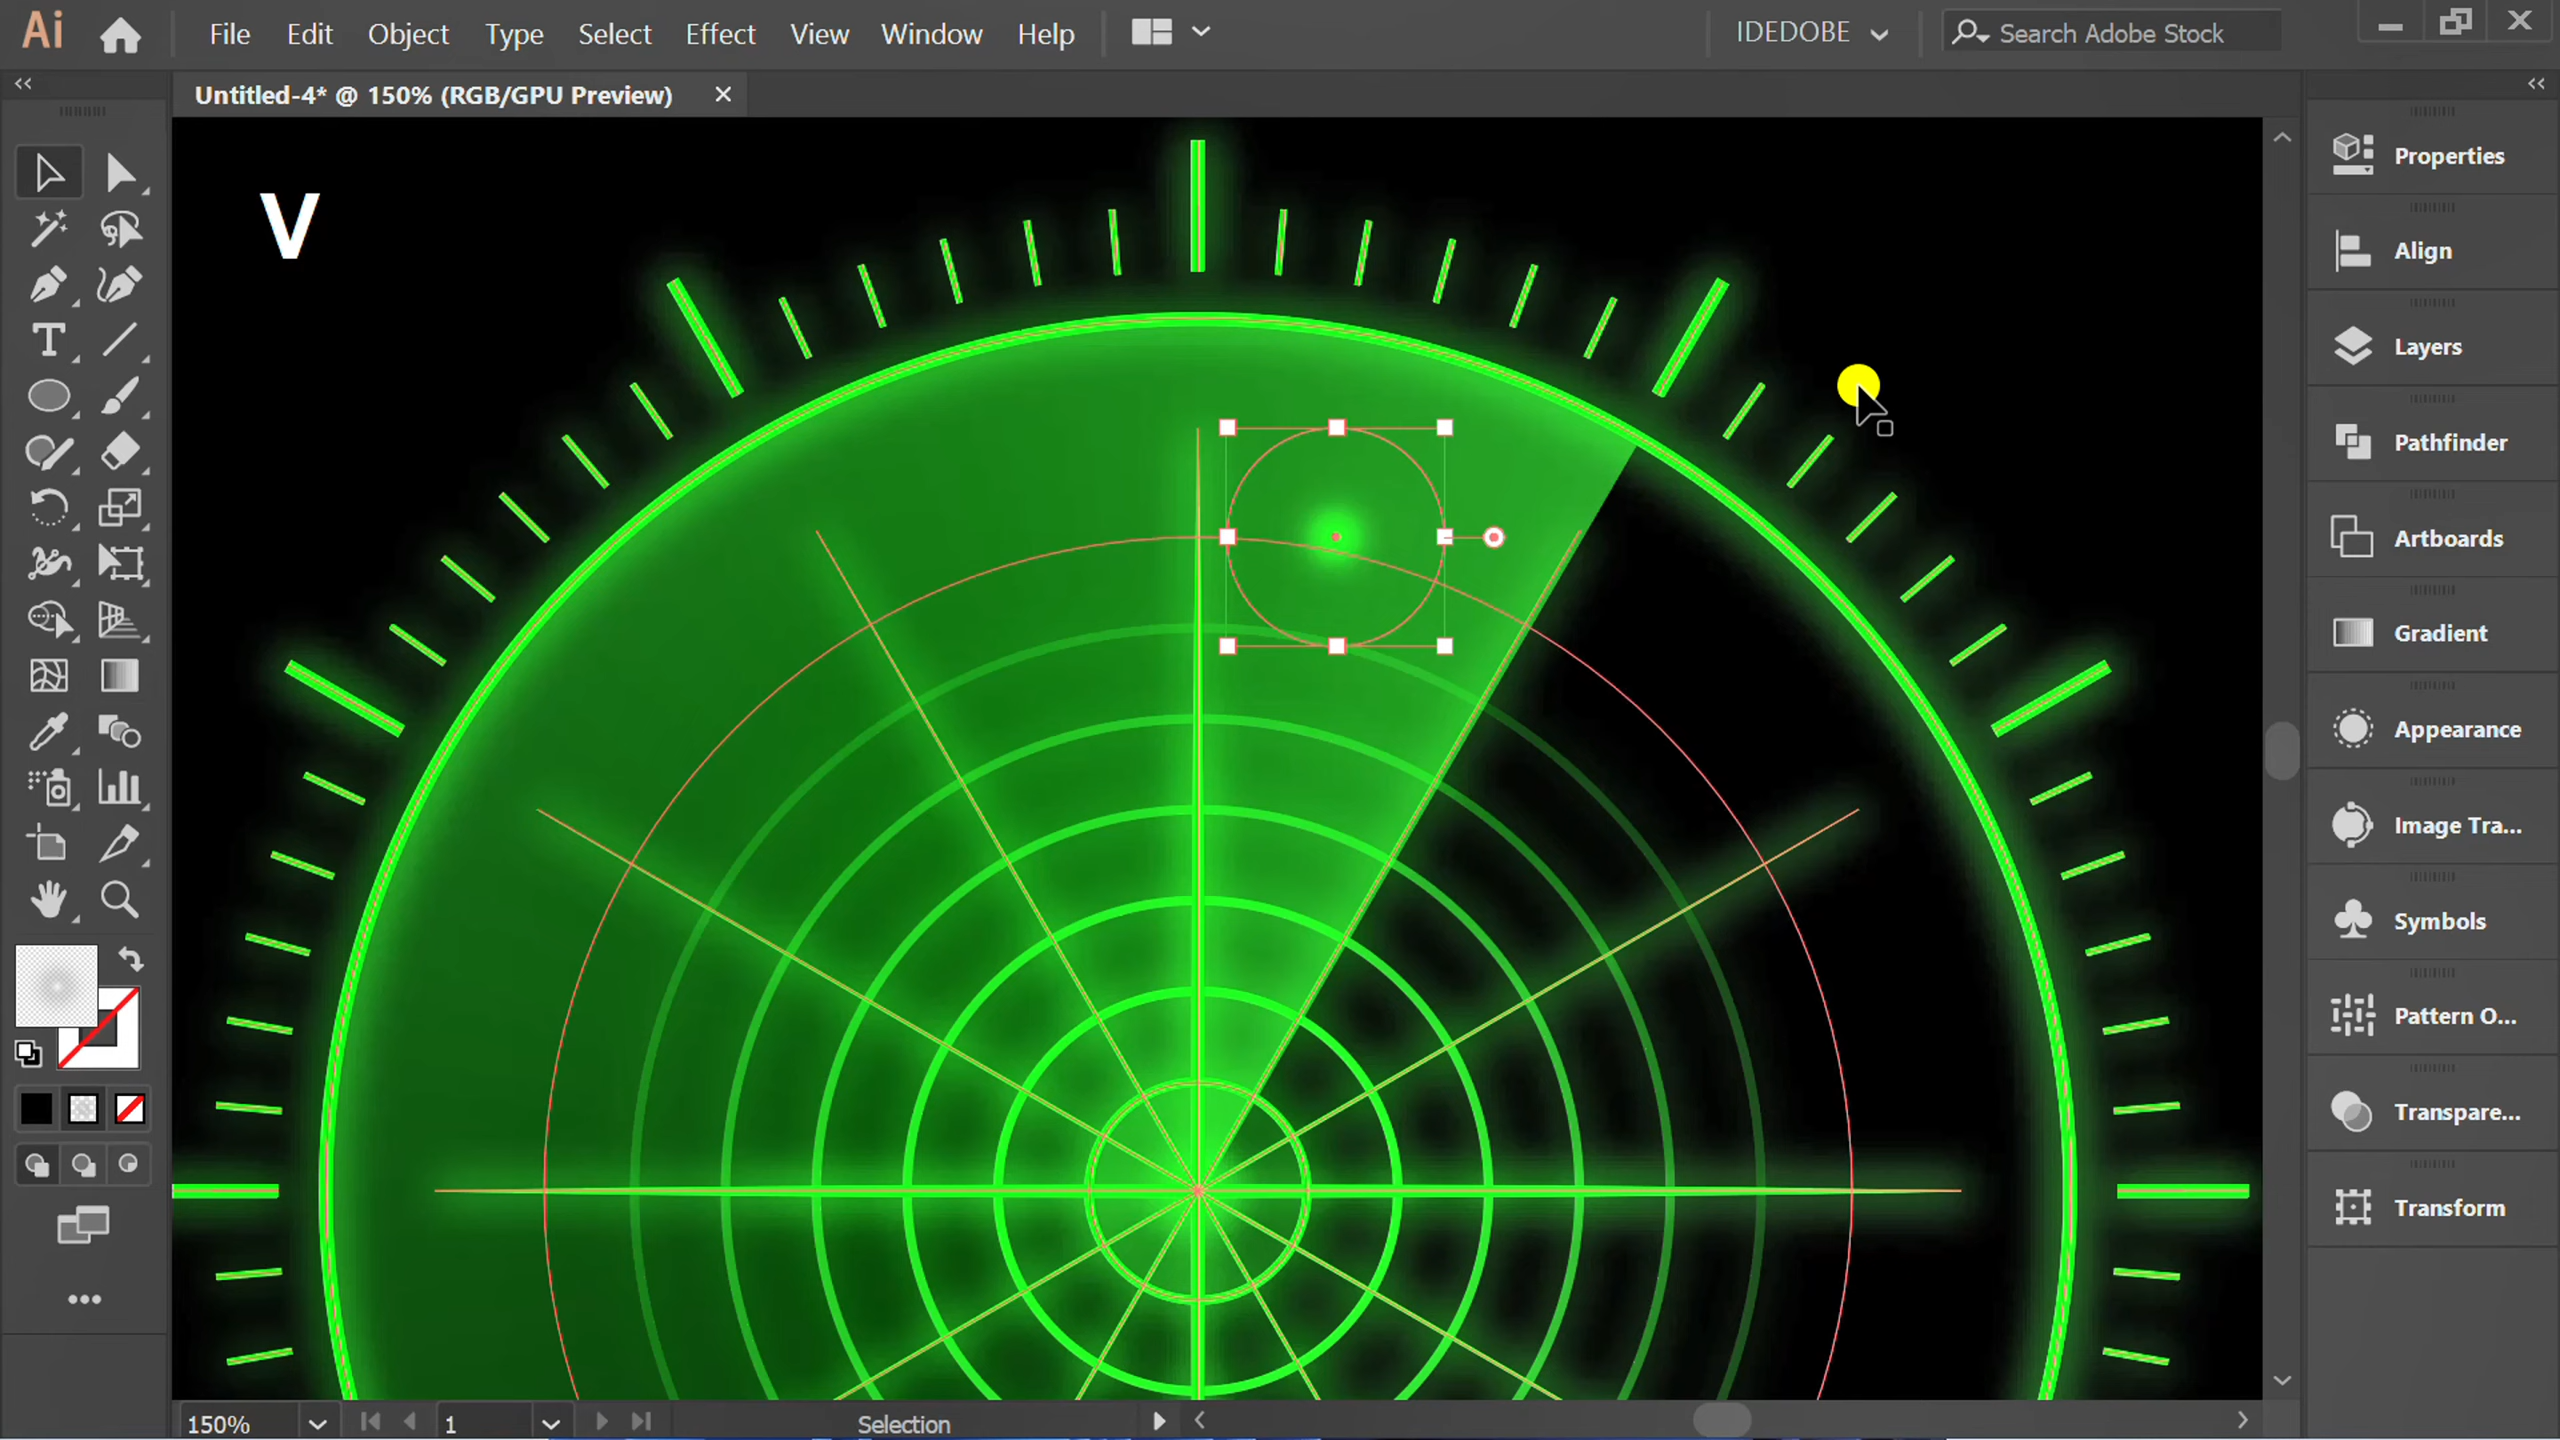 Ai File Edit Object Type Select Effect View Window Help IDEDOBE Search Adobe Stock
Untitled-4* @ 150% (RGB/GPU Preview)
Properties
V
Align
Layers
Pathfinder
Artboards
Gradient
Appearance
Image Tra...
Symbols
Pattern O...
Transpare...
Transform
150% 1 Selection